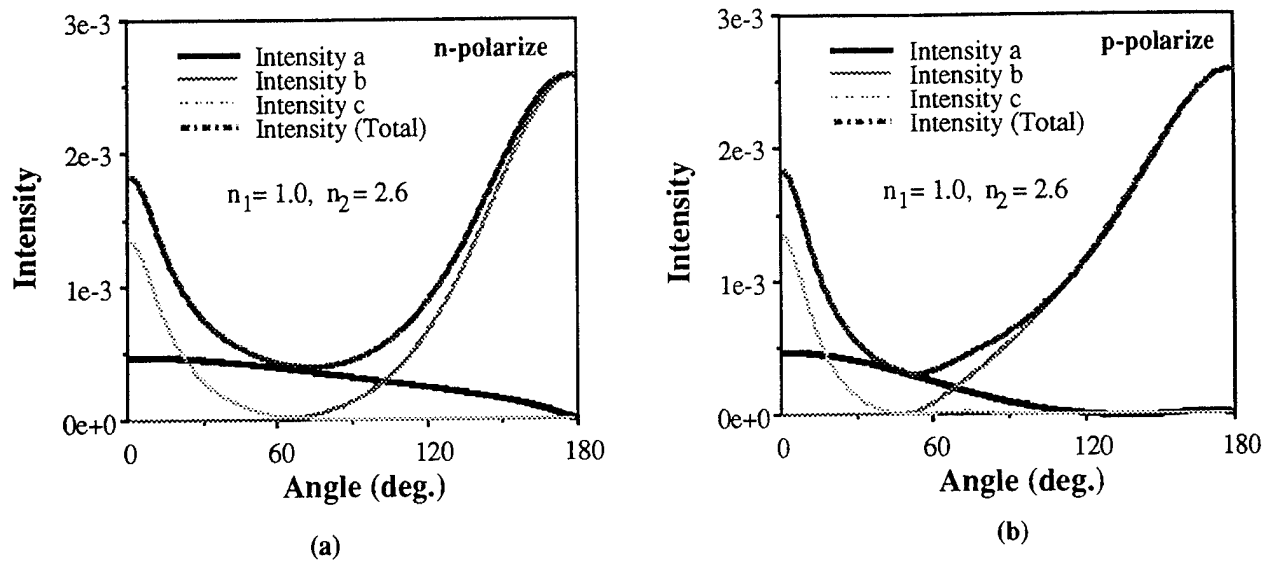 3e-3
2e-3
1e-3
0e+0
Intensity
Intensity a
Intensity b
Intensity c
Intensity (Total)
n-polarize
n1= 1.0, n2= 2.6
0
60
120
180
Angle (deg.)
(a)
3e-3
2e-3
1e-3
0e+0
Intensity
Intensity a
Intensity b
Intensity c
Intensity (Total)
p-polarize
n1= 1.0, n2= 2.6
0
60
120
180
Angle (deg.)
(b)